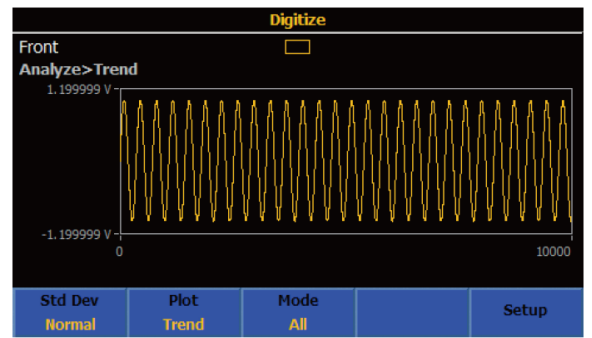 Digitize
Front
Analyze>Trend
1.199999 V
-1.199999 V
0
10000
Std Dev
Normal
Plot
Trend
Mode
All
Setup